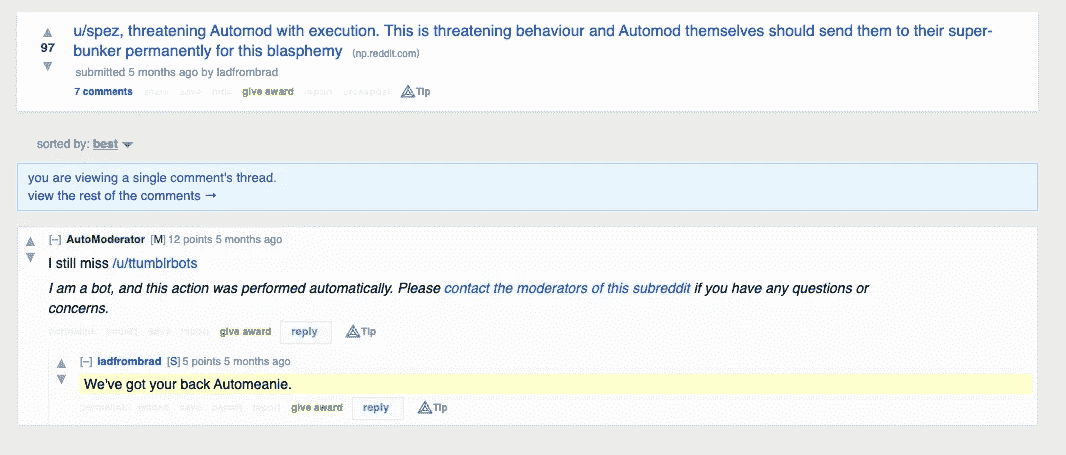 u/spez, threatening Automod with execution. This is threatening behaviour and Automod themselves should send them to their super-
97
bunker permanently for this blasphemy (np.reddit.com)
submitted 5 months ago by ladfrombrad
7 comments share save hide give award report crosspost Tip
sorted by: best
you are viewing a single comment's thread.
view the rest of the comments →
[–] AutoModerator [M] 12 points 5 months ago
I still miss /u/ttumblrbots
I am a bot, and this action was performed automatically. Please contact the moderators of this subreddit if you have any questions or
concerns.
permalink embed save report give award reply Tip
[–] ladfrombrad [S] 5 points 5 months ago
We've got your back Automeanie.
permalink embed save parent report give award reply Tip